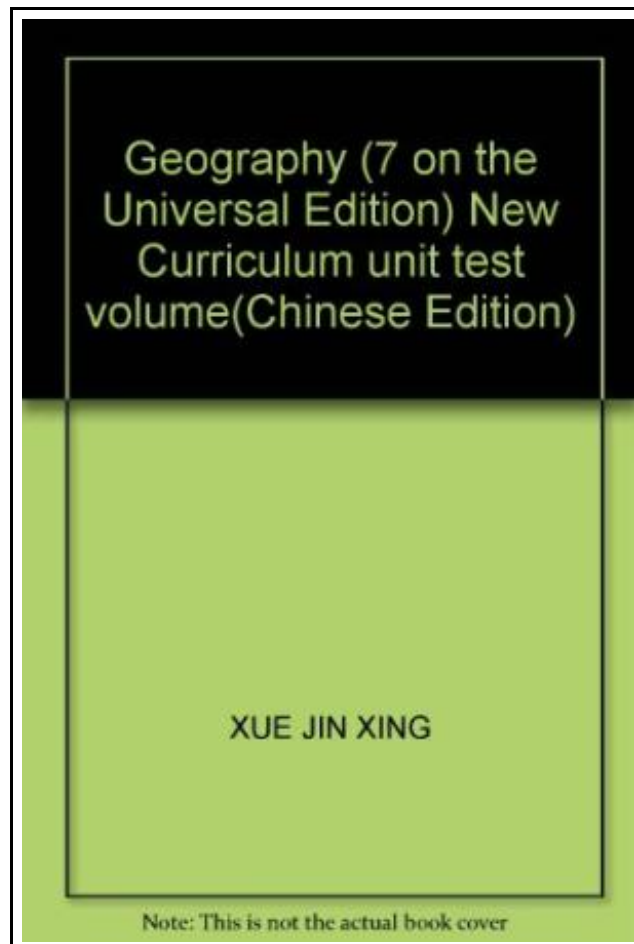 Geography (7 on the
Universal Edition) New
Curriculum unit test
volume(Chinese Edition)
XUE JIN XING
Note: This is not the actual book cover